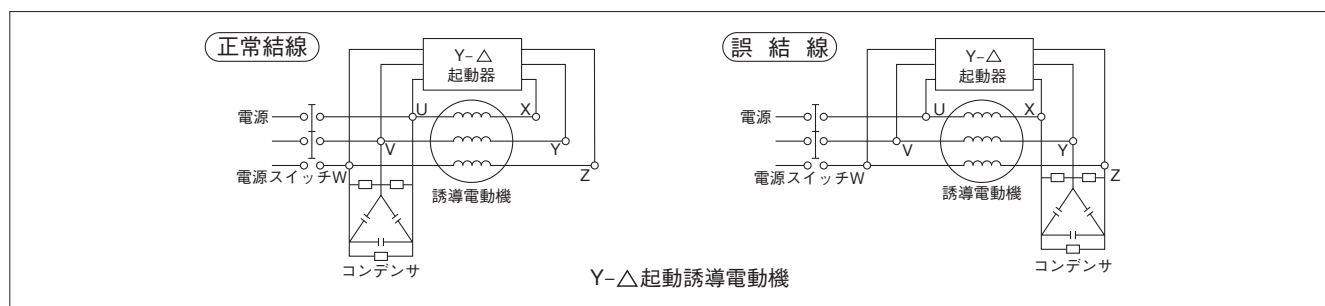 正常結線
Y-△
起動器
電源
U
X
V
Y
電源スイッチW
Z
誘導電動機
コンデンサ
誤結線
Y-△
起動器
電源
U
X
V
Y
電源スイッチW
Z
誘導電動機
コンデンサ
Y-△起動誘導電動機